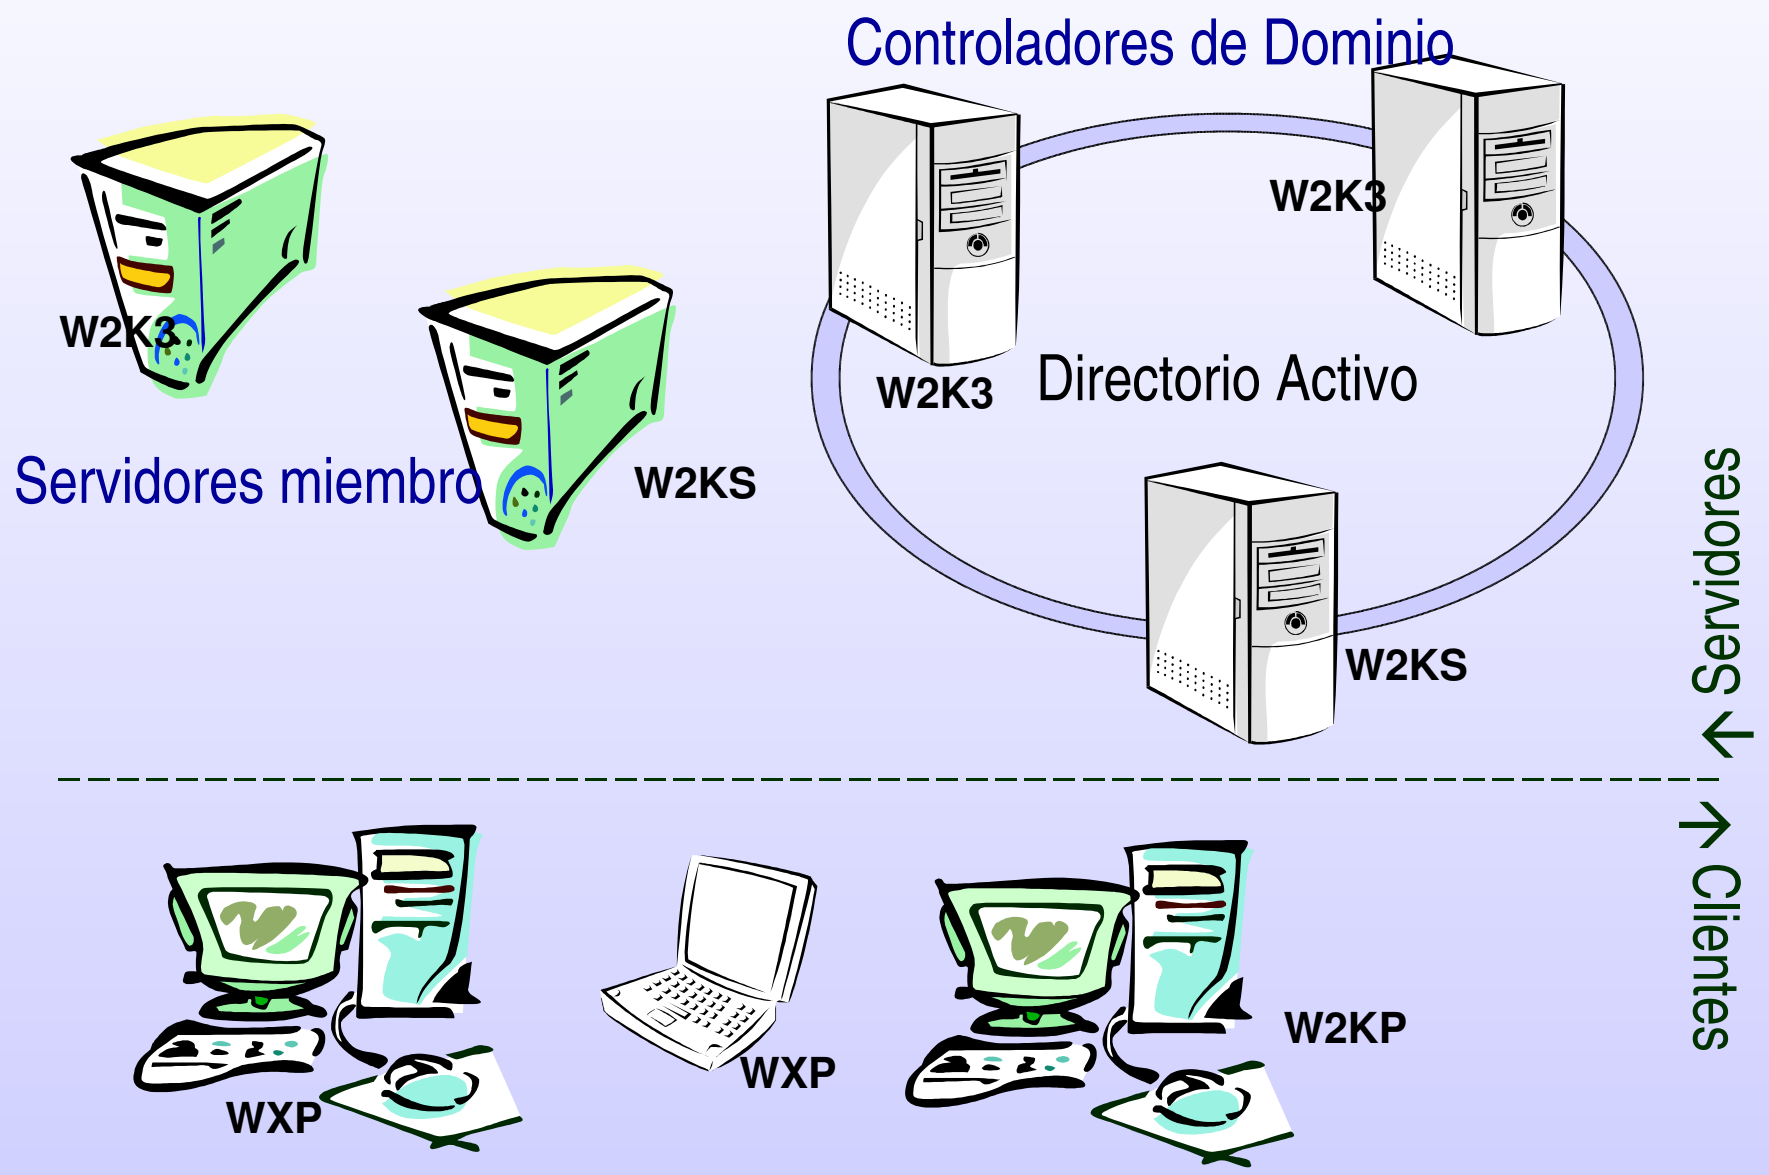 Controladores de Dominio
W2K3
W2K3
W2K3
Directorio Activo
Servidores miembro
W2KS
W2KS
Servidores
Clientes
W2KP
WXP
WXP